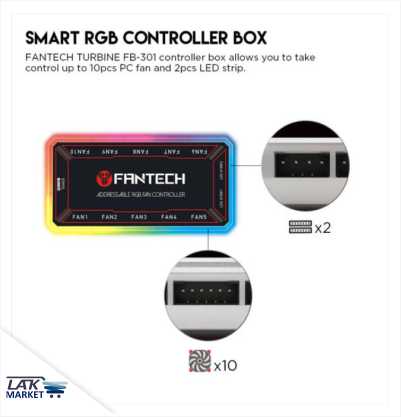 SMART RGB CONTROLLER BOX
FANTECH TURBINE FB-301 controller box allows you to take
control up to 10pcs PC fan and 2pcs LED strip.
FAN10 FAN9 FAN8 FAN7 FAN6
FANTECH
ADDRESSABLE RGB FAN CONTROLLER
FAN1 FAN2 FAN3 FAN4 FAN5
x2
x10
LAK
MARKET